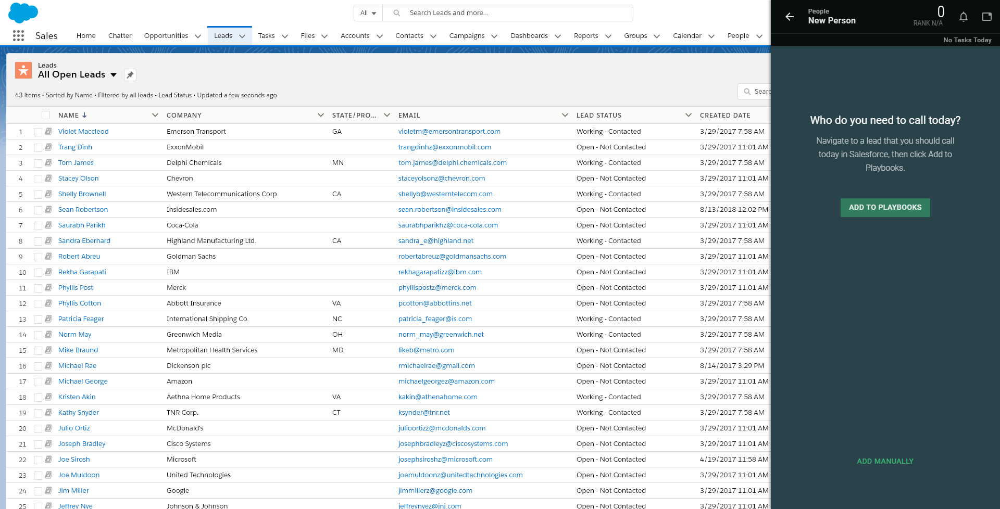 All
Search Leads and more...
Sales
Home Chatter Opportunities Leads Tasks Files Accounts Contacts Campaigns Dashboards Reports Groups Calendar People
Leads
All Open Leads
43 items • Sorted by Name • Filtered by all leads - Lead Status • Updated a few seconds ago
NAME COMPANY STATE/PRO... EMAIL LEAD STATUS CREATED DATE
1 Violet Maccleod Emerson Transport GA violetm@emersontransport.com Working - Contacted 3/29/2017 7:58 AM
2 Trang Dinh ExxonMobil trangdinhz@exxonmobil.com Open - Not Contacted 3/29/2017 11:01 AM
3 Tom James Delphi Chemicals MN tom.james@delphi.chemicals.com Working - Contacted 3/29/2017 7:58 AM
4 Stacey Olson Chevron staceyolsonz@chevron.com Open - Not Contacted 3/29/2017 11:01 AM
5 Shelly Brownell Western Telecommunications Corp. CA shellyb@westerntelecom.com Working - Contacted 3/29/2017 7:58 AM
6 Sean Robertson Insidesales.com sean.robertson@insidesales.com Open - Not Contacted 8/13/2018 12:02 PM
7 Saurabh Parikh Coca-Cola saurabhparikhz@coca-cola.com Open - Not Contacted 3/29/2017 11:01 AM
8 Sandra Eberhard Highland Manufacturing Ltd. CA sandra_e@highland.net Working - Contacted 3/29/2017 7:58 AM
9 Robert Abreu Goldman Sachs robertabreuz@goldmansachs.com Open - Not Contacted 3/29/2017 11:01 AM
10 Rekha Garapati IBM rekhagarapatizz@ibm.com Open - Not Contacted 3/29/2017 11:01 AM
11 Phyllis Post Merck phyllispostz@merck.com Open - Not Contacted 3/29/2017 11:01 AM
12 Phyllis Cotton Abbott Insurance VA pcotton@abbottins.net Open - Not Contacted 3/29/2017 7:58 AM
13 Patricia Feager International Shipping Co. NC patricia_feager@is.com Working - Contacted 3/29/2017 7:58 AM
14 Norm May Greenwich Media OH norm_may@greenwich.net Working - Contacted 3/29/2017 7:58 AM
15 Mike Braund Metropolitan Health Services MD likeb@metro.com Open - Not Contacted 3/29/2017 7:58 AM
16 Michael Rae Dickenson plc rmichaelrae@gmail.com Open - Not Contacted 8/14/2017 3:29 PM
17 Michael George Amazon michaelgeorgez@amazon.com Open - Not Contacted 3/29/2017 11:01 AM
18 Kristen Akin Aethna Home Products VA kakin@athenahome.com Working - Contacted 3/29/2017 7:58 AM
19 Kathy Snyder TNR Corp. CT ksynder@tnr.net Working - Contacted 3/29/2017 7:58 AM
20 Julio Ortiz McDonald's julioortizz@mcdonalds.com Open - Not Contacted 3/29/2017 11:01 AM
21 Joseph Bradley Cisco Systems josephbradleyz@ciscosystems.com Open - Not Contacted 3/29/2017 11:01 AM
22 Joe Sirosh Microsoft josephsiroshz@microsoft.com Open - Not Contacted 4/19/2017 11:58 AM
23 Joe Muldoon United Technologies joemuldoonz@unitedtechnologies.com Open - Not Contacted 3/29/2017 11:01 AM
24 Jim Miller Google jimmillerz@google.com Open - Not Contacted 3/29/2017 11:01 AM
25 Jeffrey Nye Johnson & Johnson jeffreynyez@jnj.com Open - Not Contacted 3/29/2017 11:01 AM
People
New Person
0
RANK N/A
No Tasks Today
Who do you need to call today?
Navigate to a lead that you should call
today in Salesforce, then click Add to
Playbooks.
ADD TO PLAYBOOKS
ADD MANUALLY